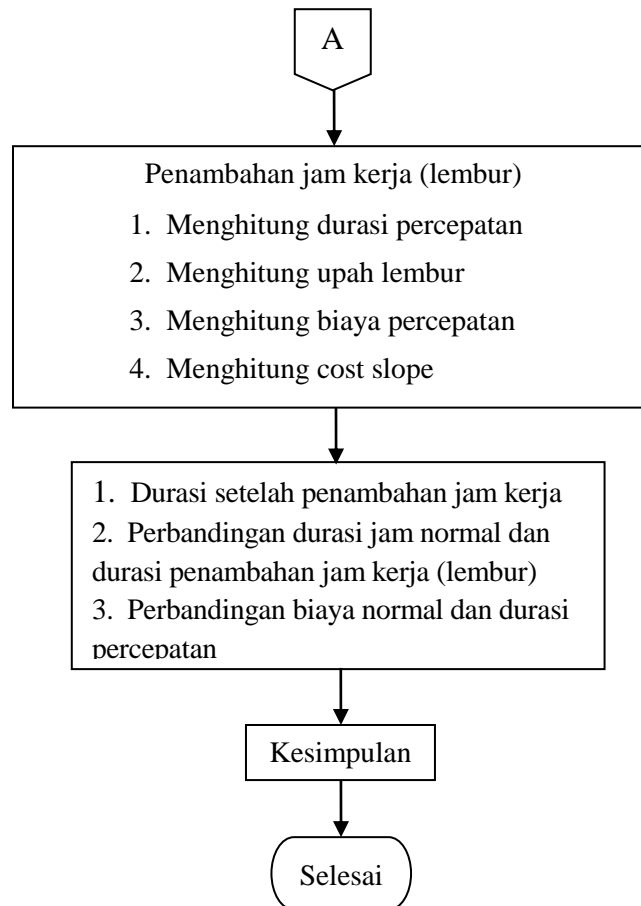 A
Penambahan jam kerja (lembur)
1. Menghitung durasi percepatan
2. Menghitung upah lembur
3. Menghitung biaya percepatan
4. Menghitung cost slope
1. Durasi setelah penambahan jam kerja
2. Perbandingan durasi jam normal dan
durasi penambahan jam kerja (lembur)
3. Perbandingan biaya normal dan durasi
percepatan
Kesimpulan
Selesai